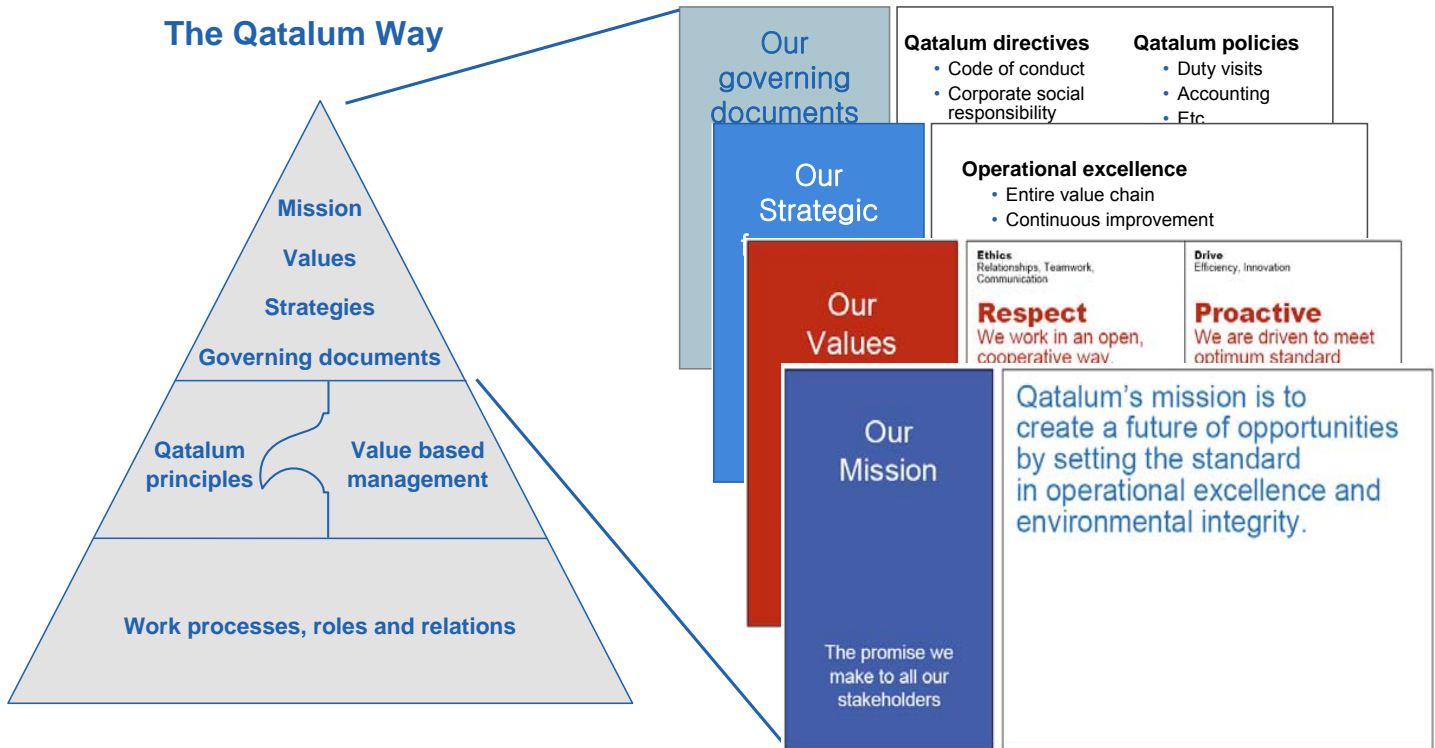 The Qatalum Way
Mission
Values
Strategies
Governing documents
Qatalum
principles
Value based
management
Work processes, roles and relations
Our
governing
documents
Qatalum directives
• Code of conduct
• Corporate social
responsibility
Qatalum policies
• Duty visits
• Accounting
• Etc
Our
Strategic
Operational excellence
• Entire value chain
• Continuous improvement
Our
Values
Ethics
Relationships, Teamwork,
Communication
Respect
We work in an open,
cooperative way.
Drive
Efficiency, Innovation
Proactive
We are driven to meet
optimum standard
Our
Mission
The promise we
make to all our
stakeholders
Qatalum’s mission is to
create a future of opportunities
by setting the standard
in operational excellence and
environmental integrity.